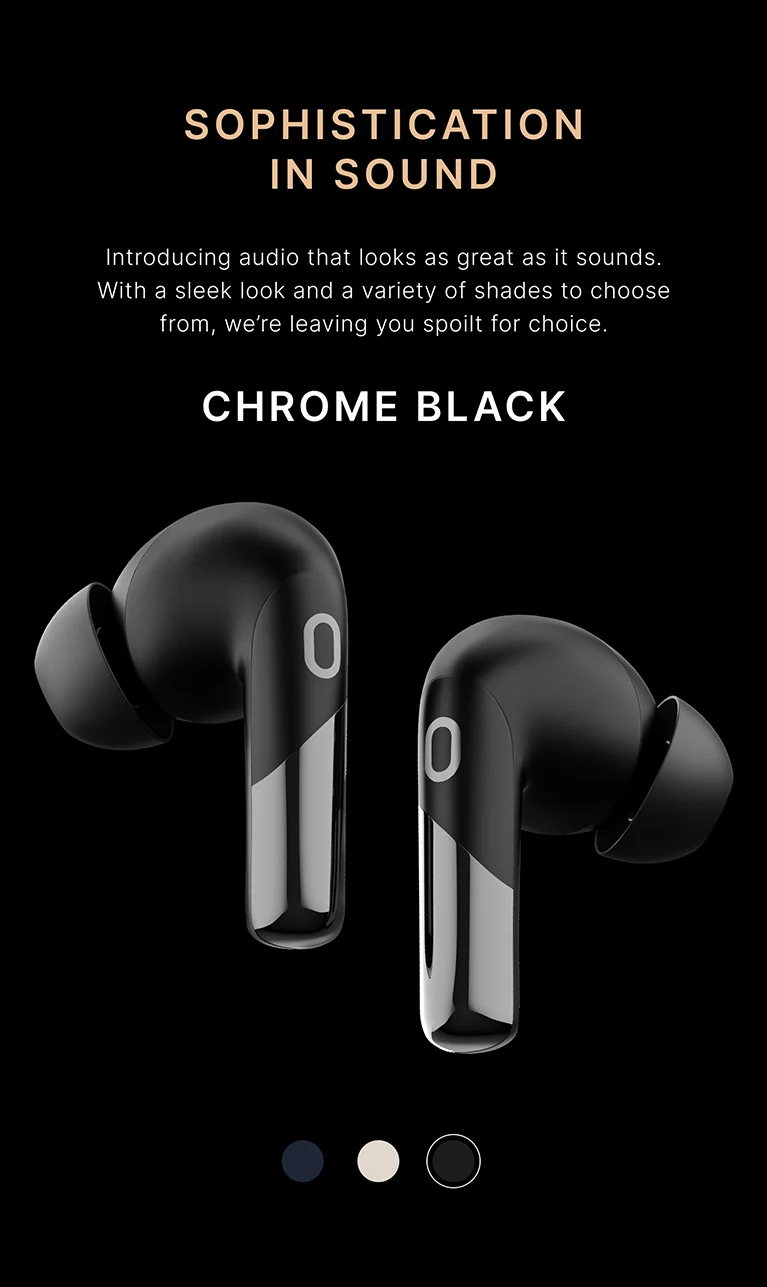 SOPHISTICATION
IN SOUND
Introducing audio that looks as great as it sounds.
With a sleek look and a variety of shades to choose
from, we’re leaving you spoilt for choice.
CHROME BLACK